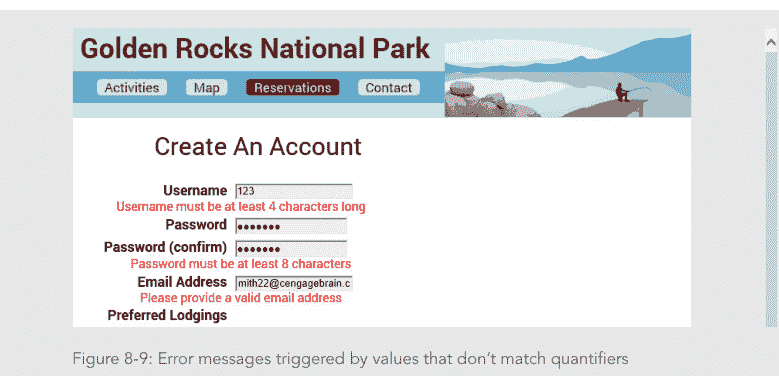 Golden Rocks National Park
Activities Map Reservations Contact
Create An Account
Username 123
Username must be at least 4 characters long
Password •••••••
Password (confirm) •••••••
Password must be at least 8 characters
Email Address mith22@cengagebrain.c
Please provide a valid email address
Preferred Lodgings
Figure 8-9: Error messages triggered by values that don’t match quantifiers